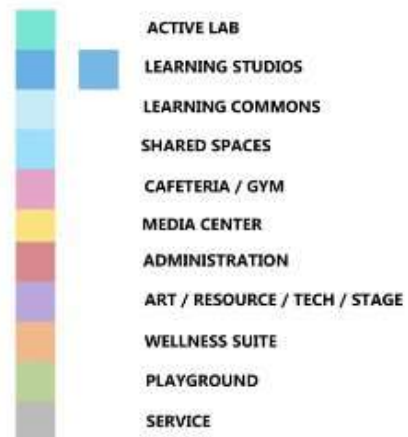 ACTIVE LAB
LEARNING STUDIOS
LEARNING COMMONS
SHARED SPACES
CAFETERIA / GYM
MEDIA CENTER
ADMINISTRATION
ART / RESOURCE / TECH / STAGE
WELLNESS SUITE
PLAYGROUND
SERVICE